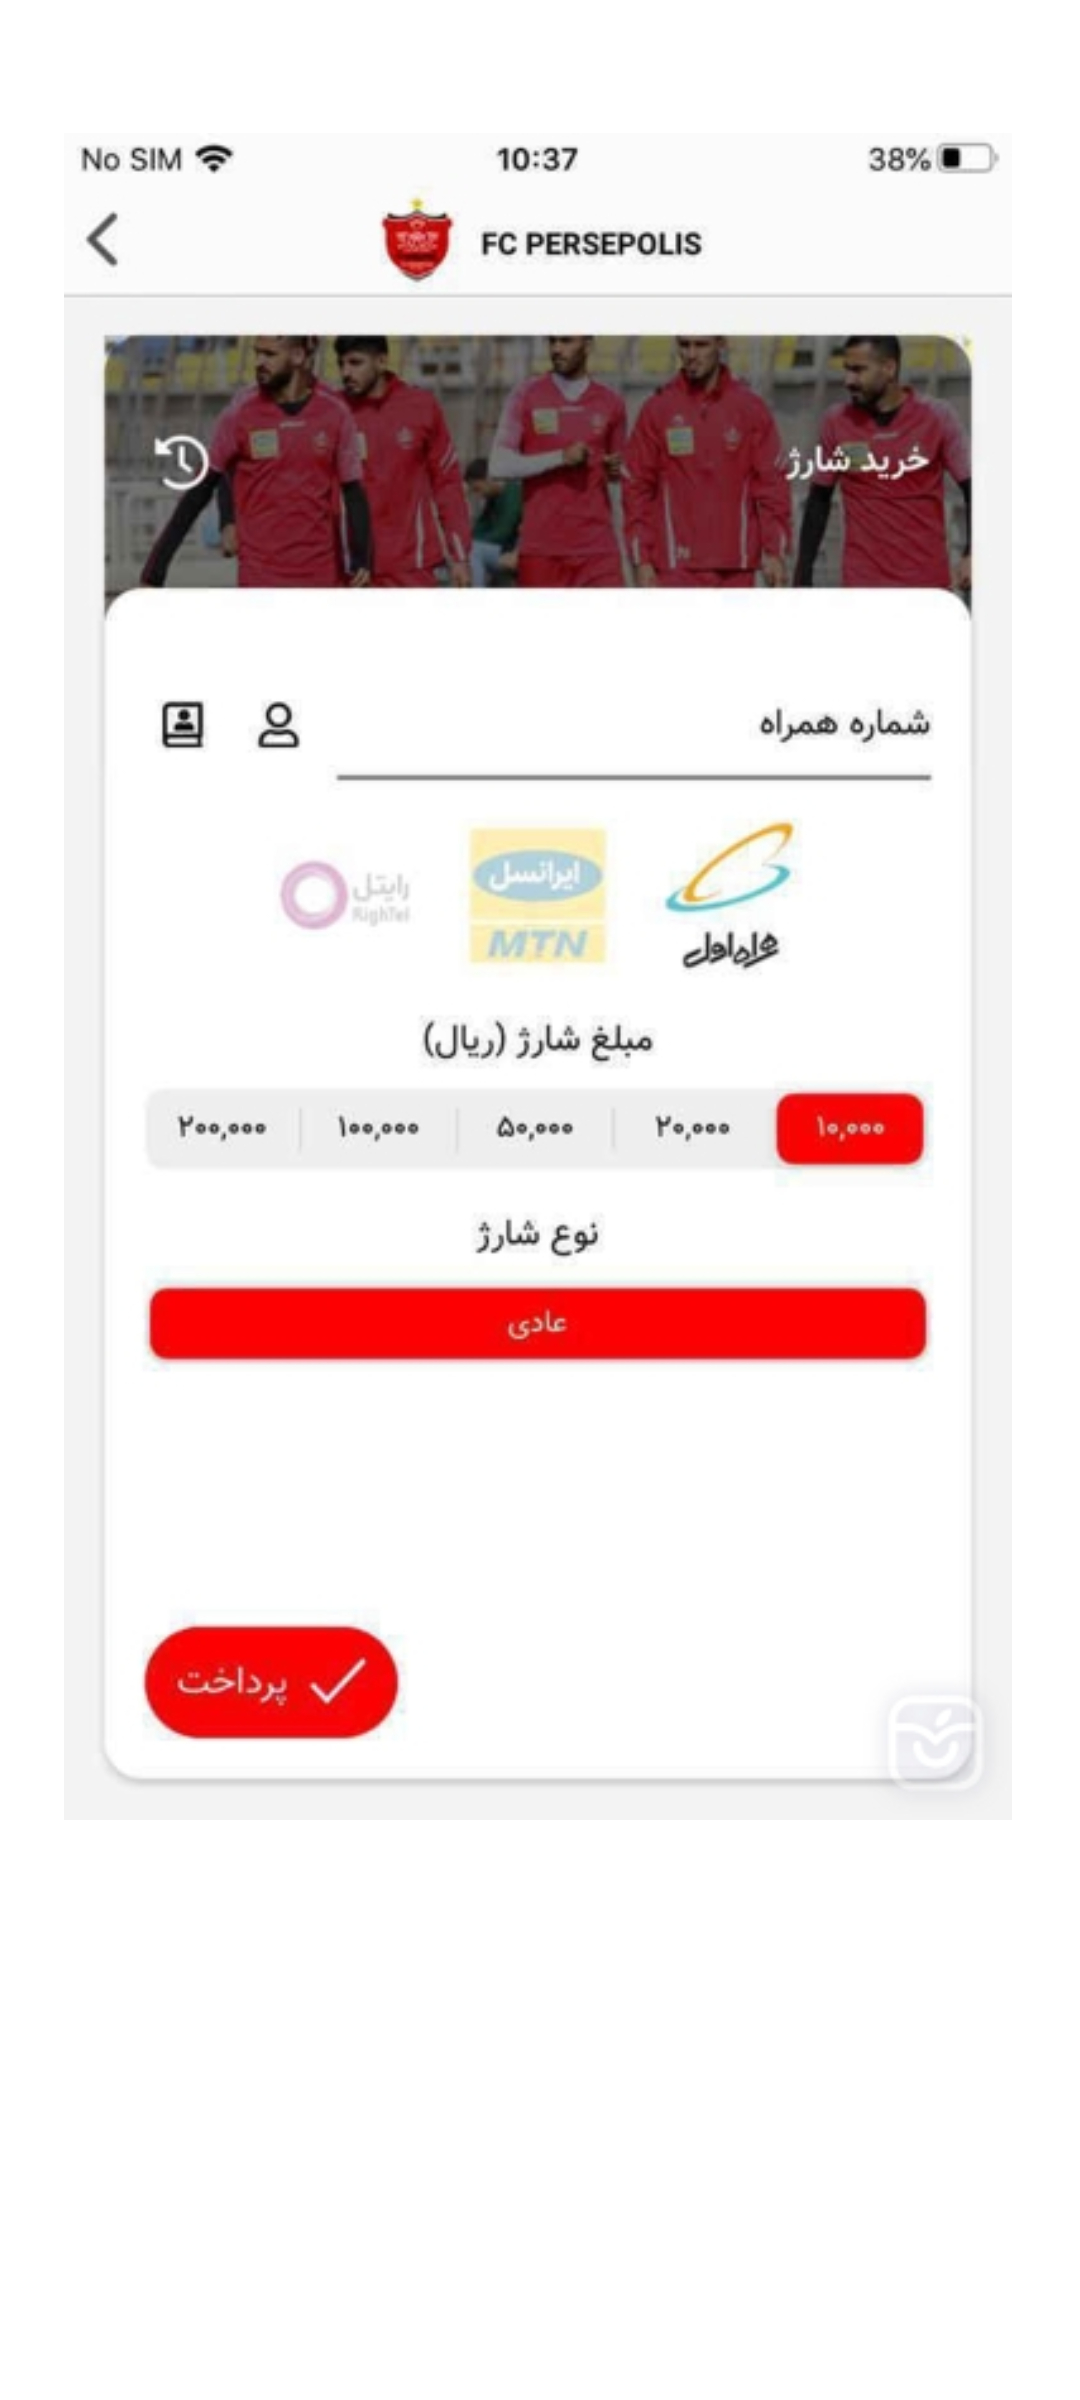 No SIM 10:37 38%
FC PERSEPOLIS
خرید شارژ
شماره همراه
همراه اول
ایرانسل
MTN
رایتل
RighTel
مبلغ شارژ (ریال)
۱۰,۰۰۰ ۲۰,۰۰۰ ۵۰,۰۰۰ ۱۰۰,۰۰۰ ۲۰۰,۰۰۰
نوع شارژ
عادی
پرداخت